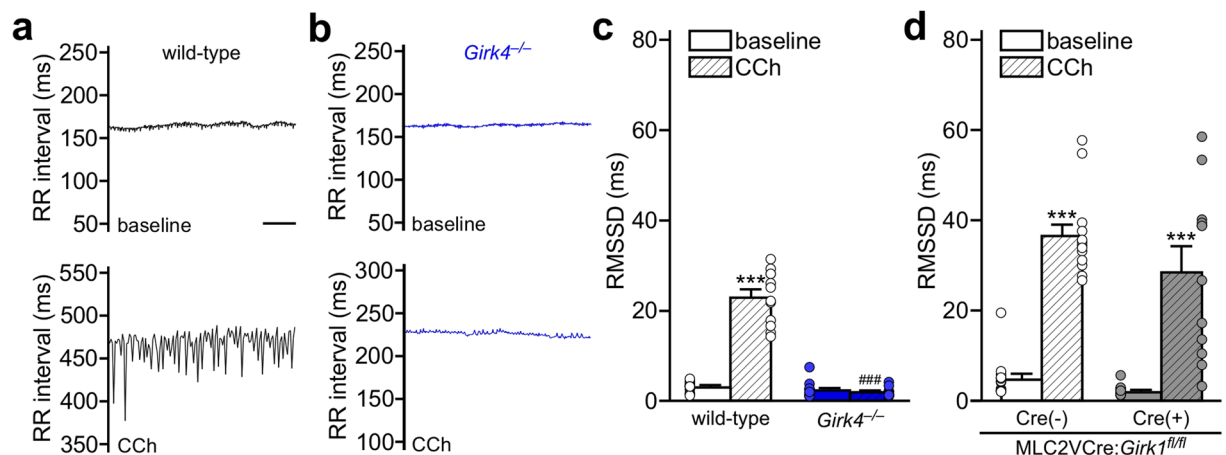 a
RR interval (ms)
250
200
150
100
50
wild-type
baseline
RR interval (ms)
550
500
450
400
350
CCh
b
RR interval (ms)
250
200
150
100
50
Girk4–/–
baseline
RR interval (ms)
300
250
200
150
100
CCh
c
RMSSD (ms)
80
60
40
20
0
baseline
CCh
***
###
wild-type
Girk4–/–
d
RMSSD (ms)
80
60
40
20
0
baseline
CCh
***
***
Cre(-)
Cre(+)
MLC2VCre:Girk1fl/fl